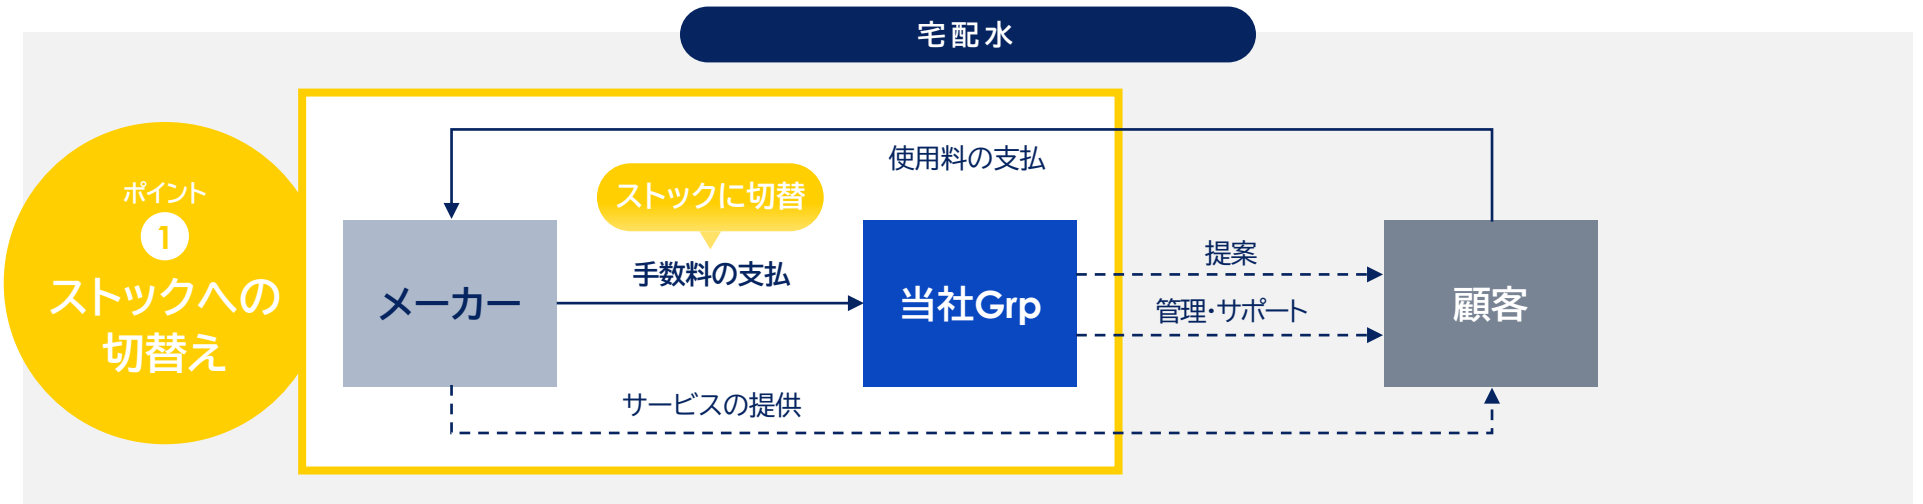 宅配水
ポイント
1
ストックへの
切替え
使用料の支払
ストックに切替
手数料の支払
メーカー
当社Grp
提案
管理・サポート
顧客
サービスの提供